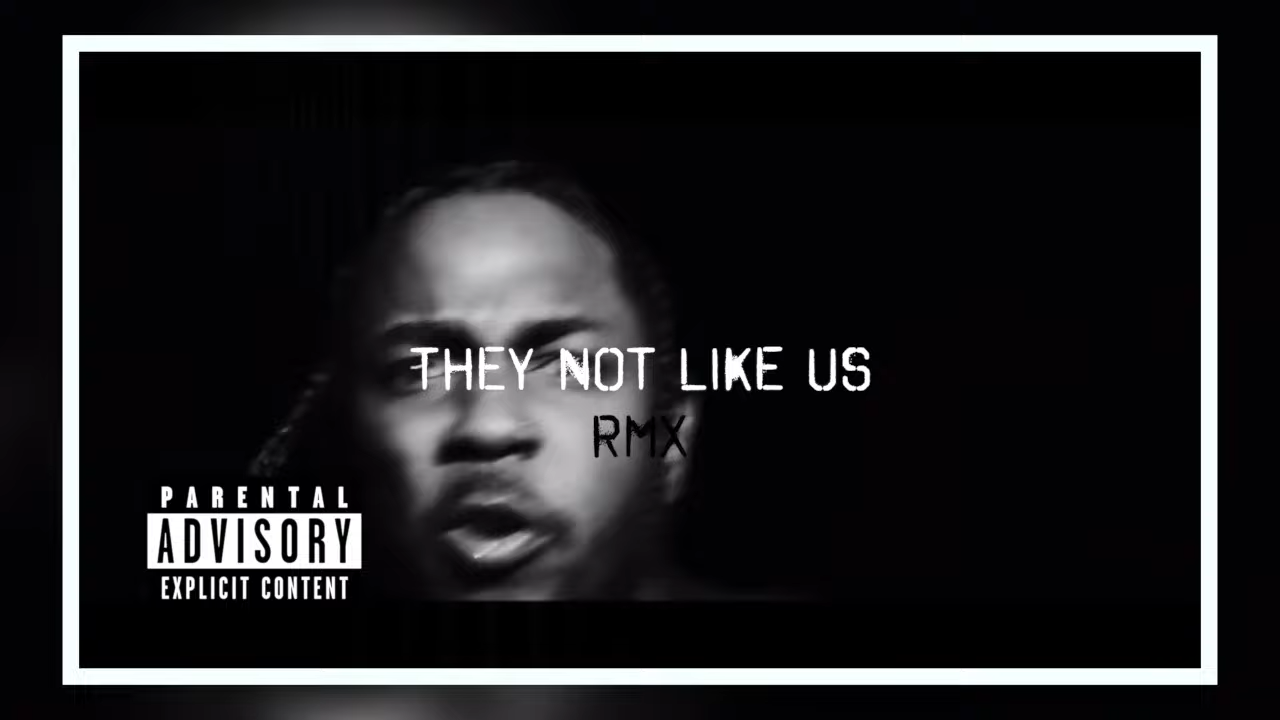 THEY NOT LIKE US
RMX
PARENTAL
ADVISORY
EXPLICIT CONTENT